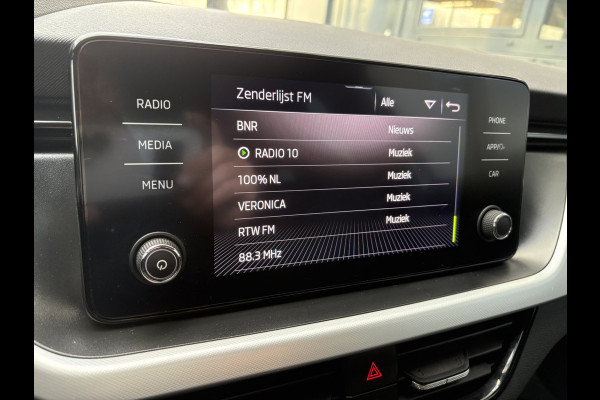 RADIO
MEDIA
MENU
Zenderlijst FM
Alle
BNR Nieuws
RADIO 10 Muziek
100% NL Muziek
VERONICA Muziek
RTW FM Muziek
88.3 MHz
PHONE
APP/
CAR